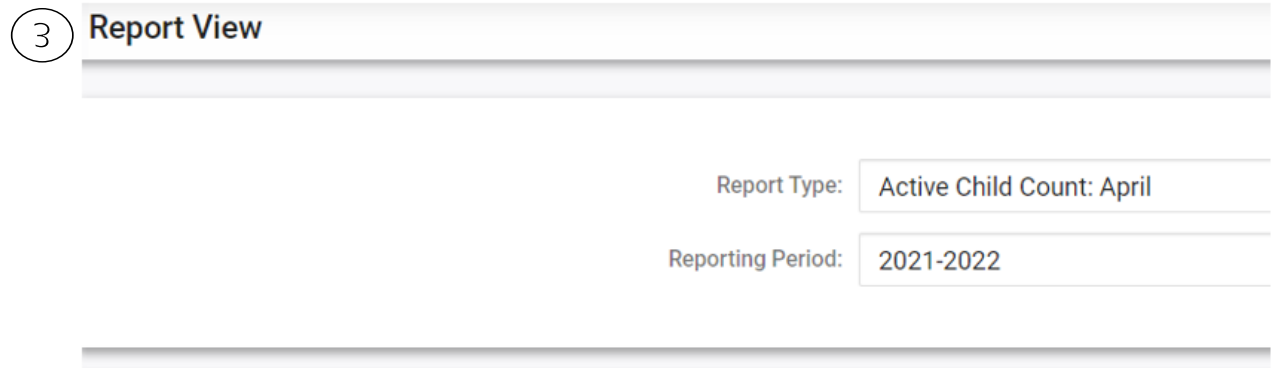 3 Report View
Report Type: Active Child Count: April
Reporting Period: 2021-2022